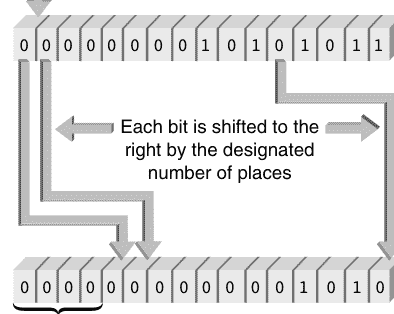 0 0 0 0 0 0 0 0 1 0 1 0 1 0 1 1
Each bit is shifted to the
right by the designated
number of places
0 0 0 0 0 0 0 0 0 0 0 0 1 0 1 0